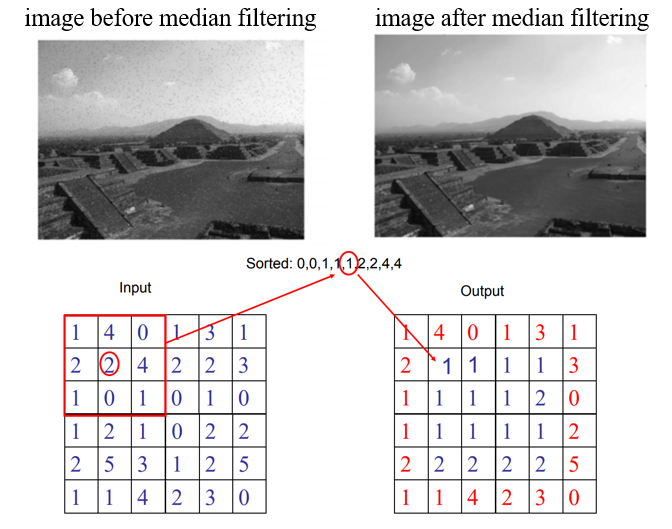 image before median filtering
image after median filtering
Sorted: 0,0,1,1,1,2,2,4,4
Input
Output
1 4 0 1 3 1
2 2 4 2 2 3
1 0 1 0 1 0
1 2 1 0 2 2
2 5 3 1 2 5
1 1 4 2 3 0
1 4 0 1 3 1
2 1 1 1 1 3
1 1 1 1 2 0
1 1 1 1 1 2
2 2 2 2 2 5
1 1 4 2 3 0